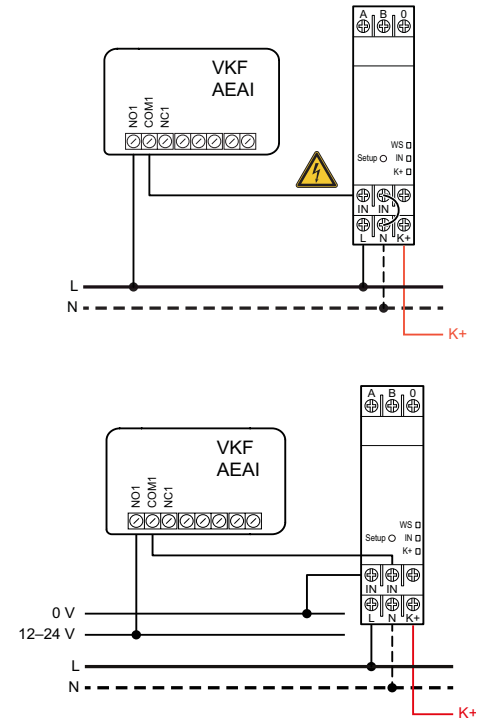 A B 0
VKF
AEAI
NO1
COM1
NC1
WS
Setup IN
K+
IN IN
L N K+
L
N
K+
A B 0
VKF
AEAI
NO1
COM1
NC1
WS
Setup IN
K+
IN IN
0 V
L N K+
12–24 V
L
N
K+